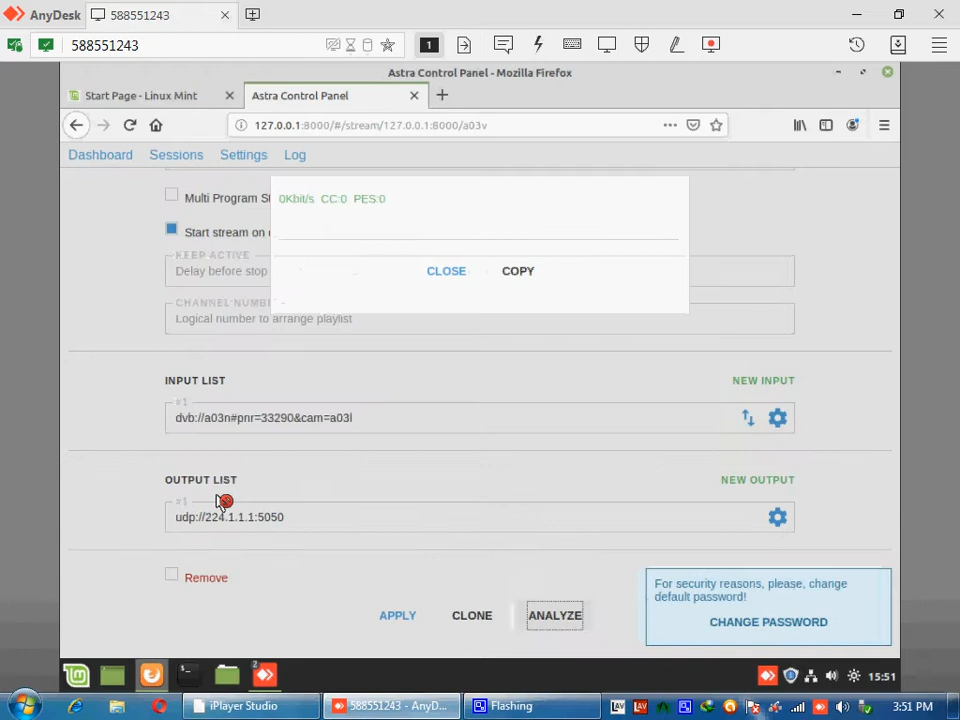 AnyDesk
588551243
588551243
1
Astra Control Panel - Mozilla Firefox
Start Page - Linux Mint
Astra Control Panel
127.0.0.1:8000/#/stream/127.0.0.1:8000/a03v
Dashboard
Sessions
Settings
Log
Multi Program St
0Kbit/s CC:0 PES:0
Start stream on d
KEEP ACTIVE
Delay before stop
CLOSE
COPY
CHANNEL NUMBER
Logical number to arrange playlist
INPUT LIST
NEW INPUT
#1
dvb://a03n#pnr=33290&cam=a03l
OUTPUT LIST
NEW OUTPUT
#1
udp://224.1.1.1:5050
Remove
For security reasons, please, change
default password!
CHANGE PASSWORD
APPLY
CLONE
ANALYZE
2
15:51
iPlayer Studio
588551243 - AnyD...
Flashing
LAV
LAV
3:51 PM